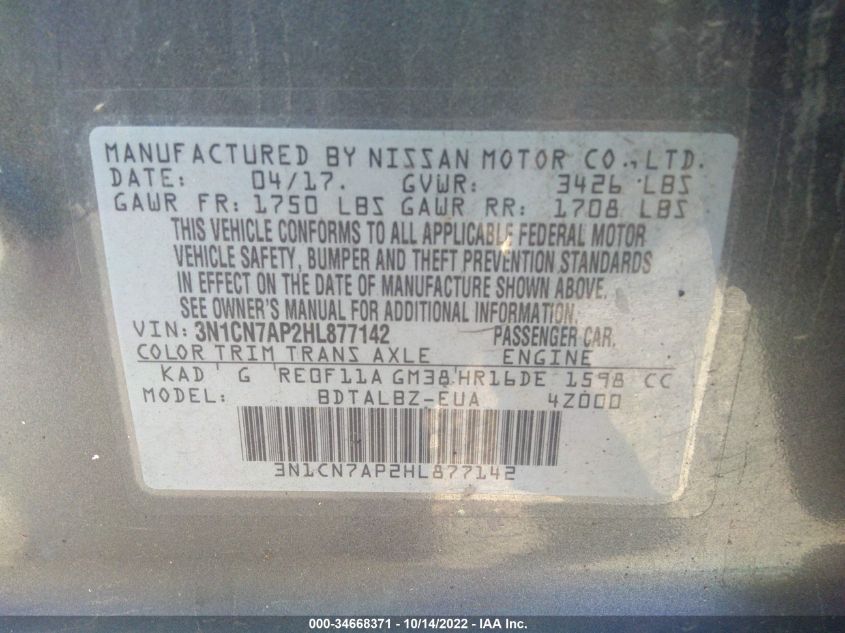 MANUFACTURED BY NISSAN MOTOR CO., LTD.
DATE: 04/17. GVWR: 3426 LBS
GAWR FR: 1750 LBS GAWR RR: 1708 LBS
THIS VEHICLE CONFORMS TO ALL APPLICABLE FEDERAL MOTOR
VEHICLE SAFETY, BUMPER AND THEFT PREVENTION STANDARDS
IN EFFECT ON THE DATE OF MANUFACTURE SHOWN ABOVE.
SEE OWNER'S MANUAL FOR ADDITIONAL INFORMATION.
VIN: 3N1CN7AP2HL877142 PASSENGER CAR.
COLOR TRIM TRANS AXLE ENGINE
KAD G RE0F11A GM38 HR16DE 1598 CC
MODEL: BDTALBZ-EUA 4Z000
3N1CN7AP2HL877142
000-34668371 - 10/14/2022 - IAA Inc.